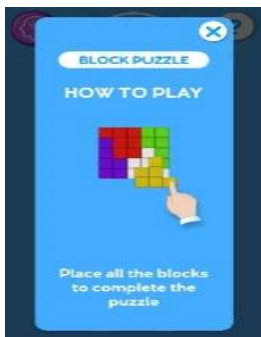 BLOCK PUZZLE
HOW TO PLAY
Place all the blocks
to complete the
puzzle